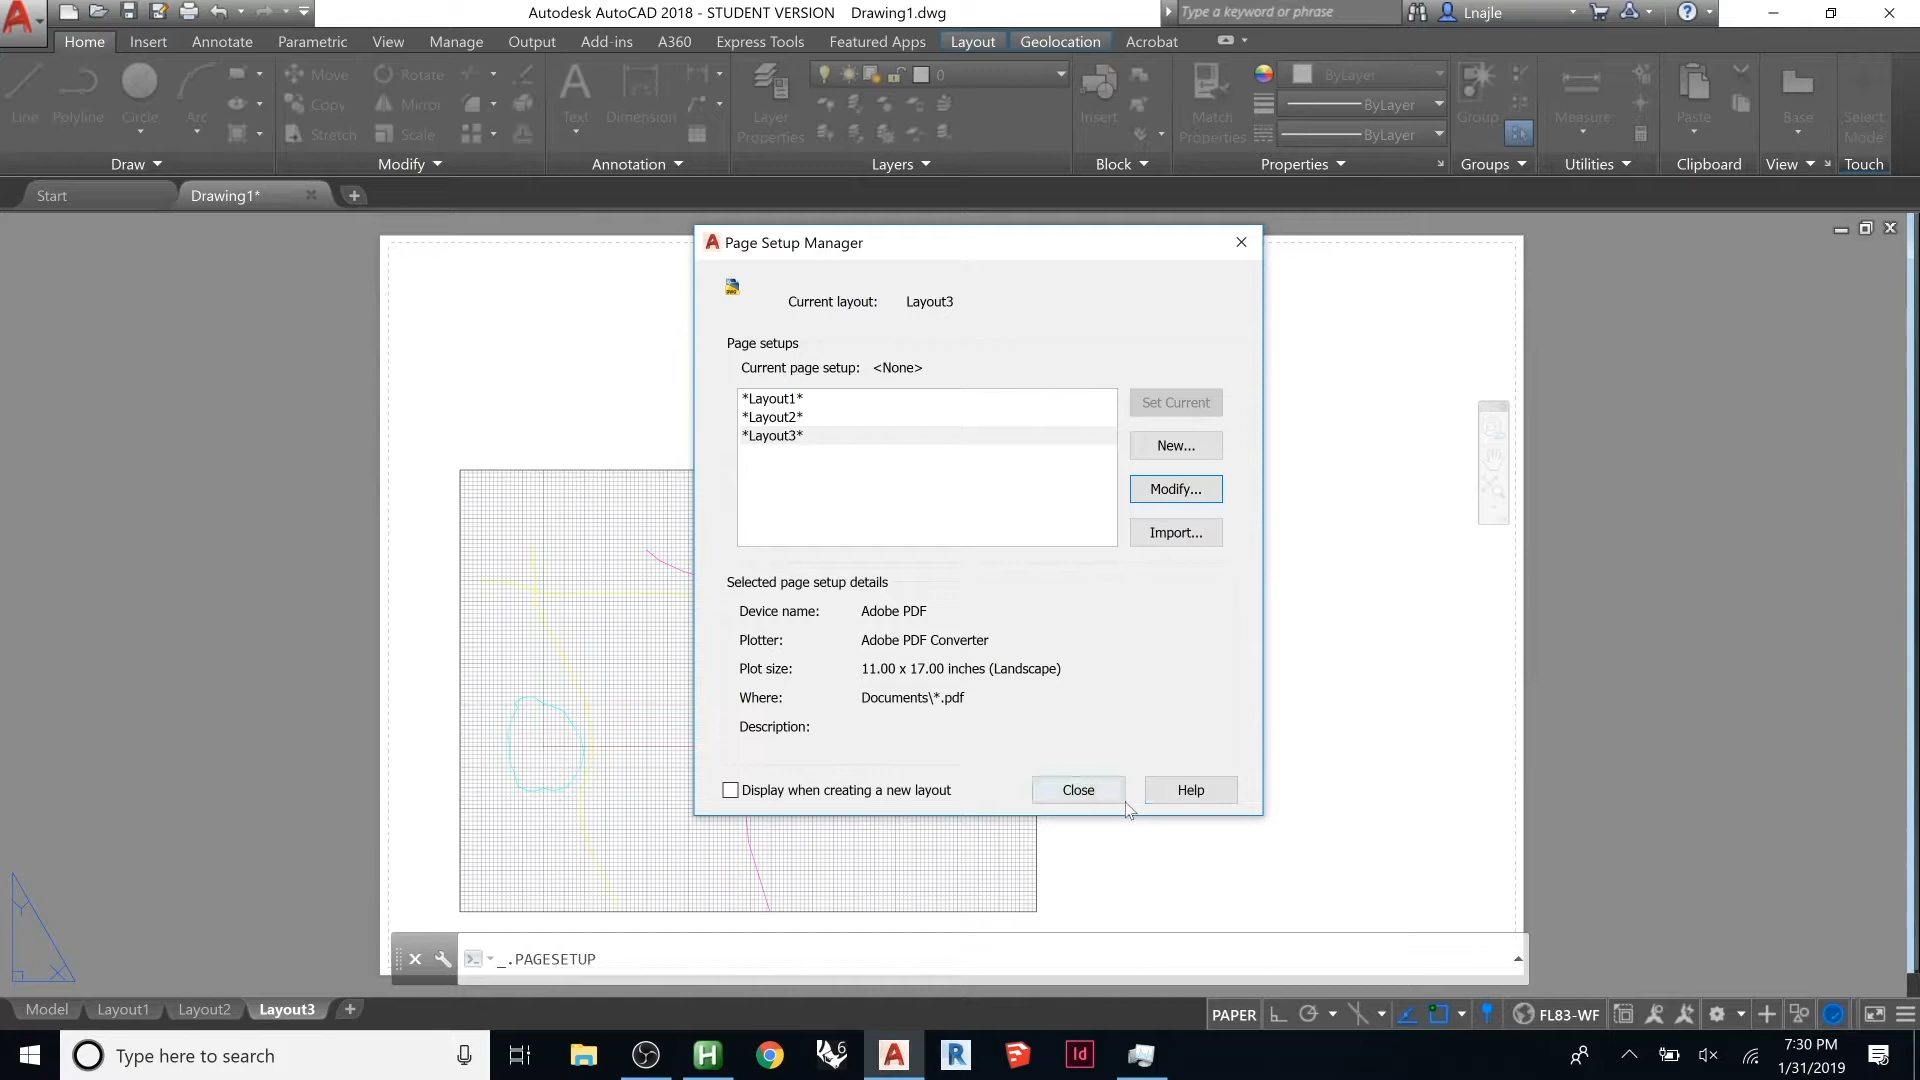 Autodesk AutoCAD 2018 - STUDENT VERSION Drawing1.dwg
Type a keyword or phrase
Lnajle
Home Insert Annotate Parametric View Manage Output Add-ins A360 Express Tools Featured Apps Layout Geolocation Acrobat
Line Polyline Circle Arc
Move Rotate
Copy Mirror
Stretch Scale
Text Dimension
Layer
Properties
0
Insert
Match
Properties
ByLayer
ByLayer
ByLayer
Group
Measure
Paste
Base
Select
Mode
Draw Modify Annotation Layers Block Properties Groups Utilities Clipboard View Touch
Start Drawing1*
Page Setup Manager
DWG
Current layout: Layout3
Page setups
Current page setup: <None>
*Layout1*
*Layout2*
*Layout3*
Set Current
New...
Modify...
Import...
Selected page setup details
Device name: Adobe PDF
Plotter: Adobe PDF Converter
Plot size: 11.00 x 17.00 inches (Landscape)
Where: Documents\*.pdf
Description:
Display when creating a new layout
Close Help
Y
X
_.PAGESETUP
Model Layout1 Layout2 Layout3
PAPER
FL83-WF
Type here to search
H
6
A
R
Id
7:30 PM
1/31/2019